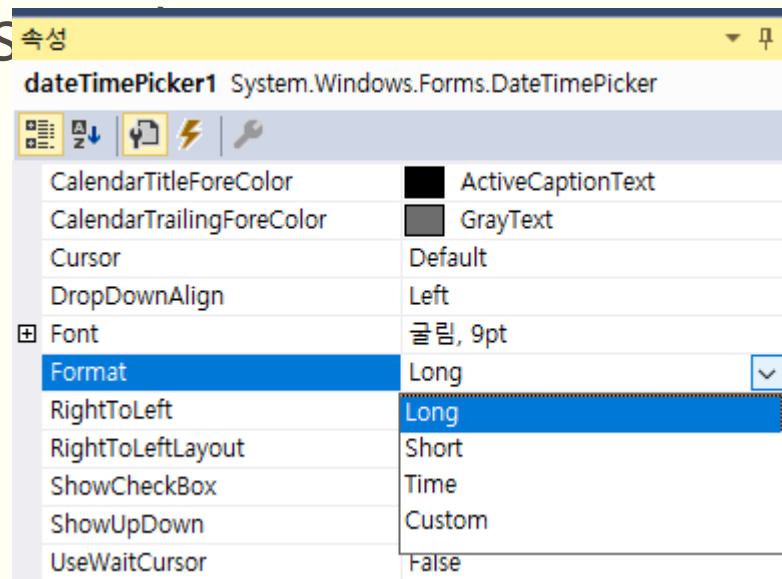 속성
dateTimePicker1 System.Windows.Forms.DateTimePicker
CalendarTitleForeColor ActiveCaptionText
CalendarTrailingForeColor GrayText
Cursor Default
DropDownAlign Left
Font 굴림, 9pt
Format Long
RightToLeft Long
RightToLeftLayout Short
ShowCheckBox Time
ShowUpDown Custom
UseWaitCursor False